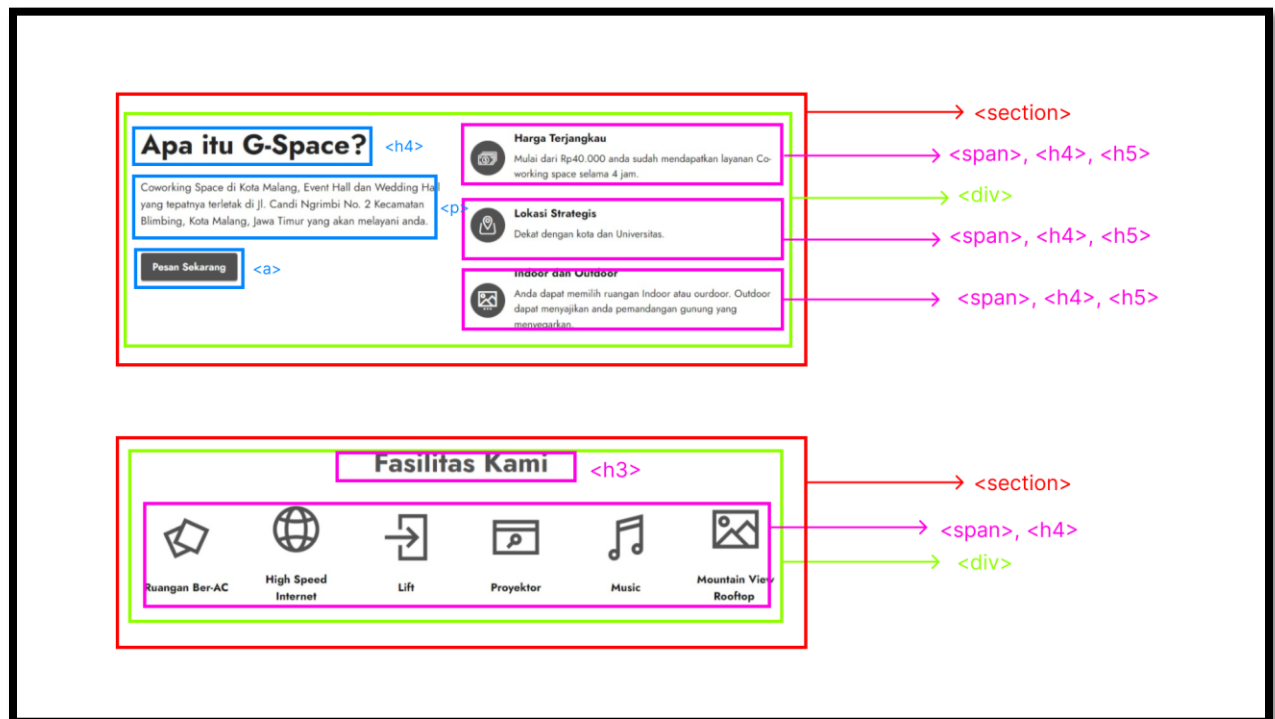 Apa itu G-Space?
<h4>
Coworking Space di Kota Malang, Event Hall dan Wedding Hall
yang tepatnya terletak di Jl. Candi Ngrimbi No. 2 Kecamatan
Blimbing, Kota Malang, Jawa Timur yang akan melayani anda.
<p>
Pesan Sekarang
<a>
Harga Terjangkau
Mulai dari Rp40.000 anda sudah mendapatkan layanan Co-
working space selama 4 jam.
Lokasi Strategis
Dekat dengan kota dan Universitas.
Indoor dan Outdoor
Anda dapat memilih ruangan Indoor atau ourdoor. Outdoor
dapat menyajikan anda pemandangan gunung yang
menyegarkan.
<section>
<span>, <h4>, <h5>
<div>
<span>, <h4>, <h5>
<span>, <h4>, <h5>
Fasilitas Kami
<h3>
Ruangan Ber-AC
High Speed
Internet
Lift
Proyektor
Music
Mountain View
Rooftop
<section>
<span>, <h4>
<div>